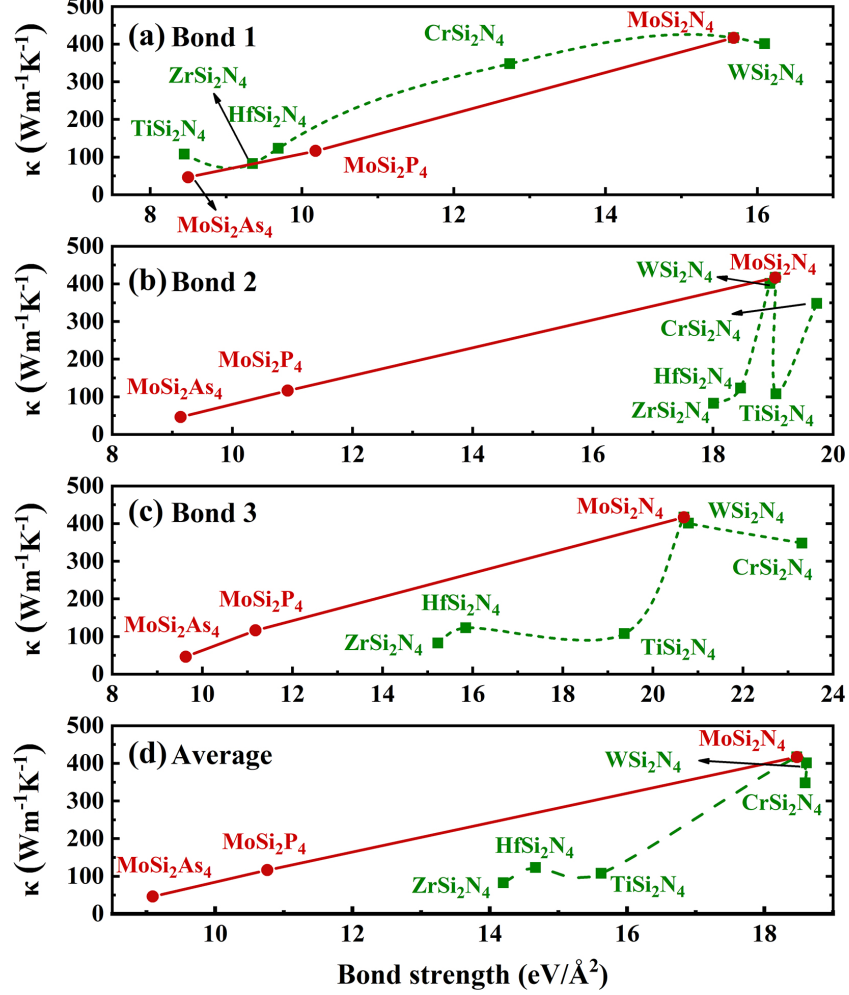 500
400
300
200
100
0
κ (Wm⁻¹K⁻¹)
(a) Bond 1
MoSi₂N₄
CrSi₂N₄
WSi₂N₄
ZrSi₂N₄
HfSi₂N₄
TiSi₂N₄
MoSi₂P₄
MoSi₂As₄
8 10 12 14 16
500
400
300
200
100
0
κ (Wm⁻¹K⁻¹)
(b) Bond 2
WSi₂N₄
MoSi₂N₄
CrSi₂N₄
MoSi₂P₄
MoSi₂As₄
HfSi₂N₄
ZrSi₂N₄
TiSi₂N₄
8 10 12 14 16 18 20
500
400
300
200
100
0
κ (Wm⁻¹K⁻¹)
(c) Bond 3
MoSi₂N₄
WSi₂N₄
CrSi₂N₄
MoSi₂P₄
HfSi₂N₄
MoSi₂As₄
ZrSi₂N₄
TiSi₂N₄
8 10 12 14 16 18 20 22 24
500
400
300
200
100
0
κ (Wm⁻¹K⁻¹)
(d) Average
MoSi₂N₄
WSi₂N₄
CrSi₂N₄
MoSi₂P₄
HfSi₂N₄
MoSi₂As₄
ZrSi₂N₄
TiSi₂N₄
10 12 14 16 18
Bond strength (eV/Å²)